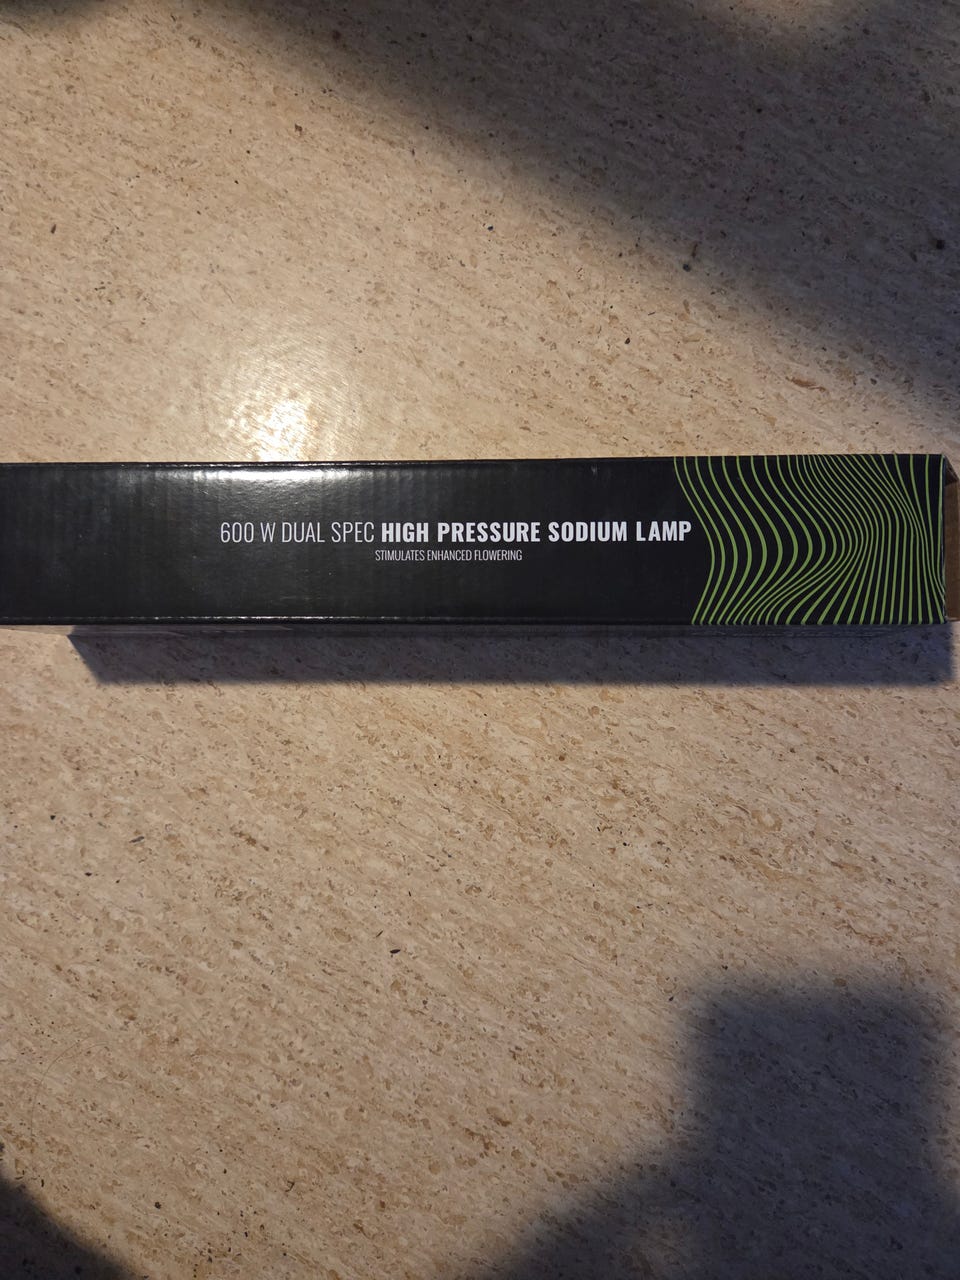 600 W DUAL SPEC HIGH PRESSURE SODIUM LAMP
STIMULATES ENHANCED FLOWERING